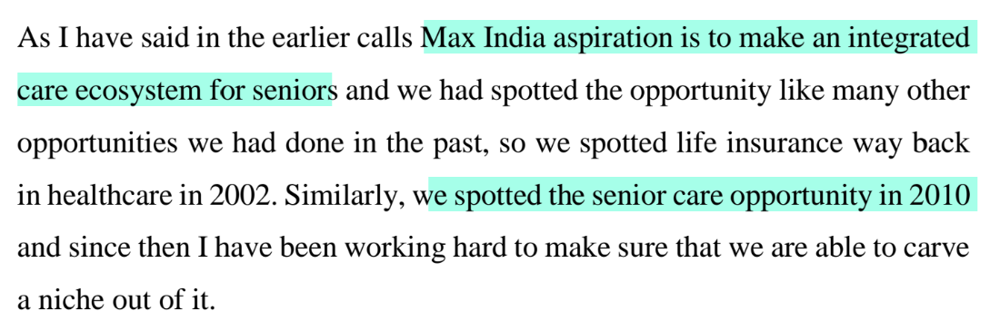 As I have said in the earlier calls Max India aspiration is to make an integrated
care ecosystem for seniors and we had spotted the opportunity like many other
opportunities we had done in the past, so we spotted life insurance way back
in healthcare in 2002. Similarly, we spotted the senior care opportunity in 2010
and since then I have been working hard to make sure that we are able to carve
a niche out of it.